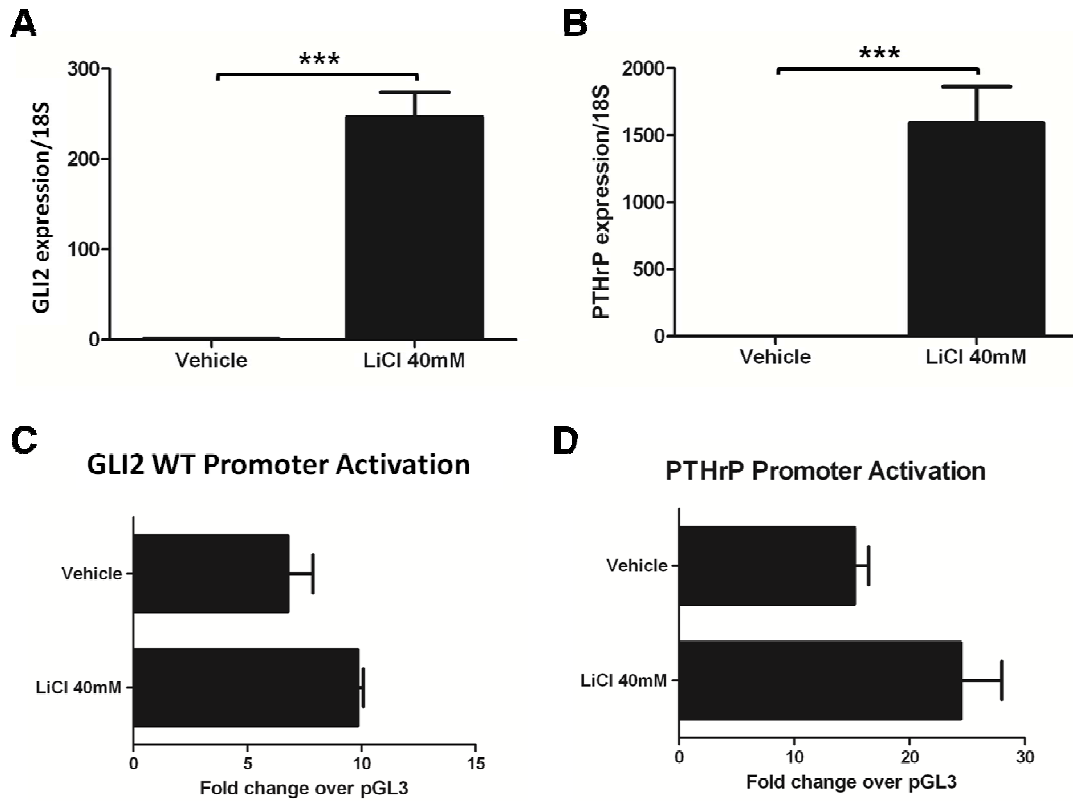 A
***
300
200
100
0
GLI2 expression/18S
Vehicle
LiCl 40mM
B
***
2000
1500
1000
500
0
PTHrP expression/18S
Vehicle
LiCl 40mM
C
GLI2 WT Promoter Activation
Vehicle
LiCl 40mM
0 5 10 15
Fold change over pGL3
D
PTHrP Promoter Activation
Vehicle
LiCl 40mM
0 10 20 30
Fold change over pGL3